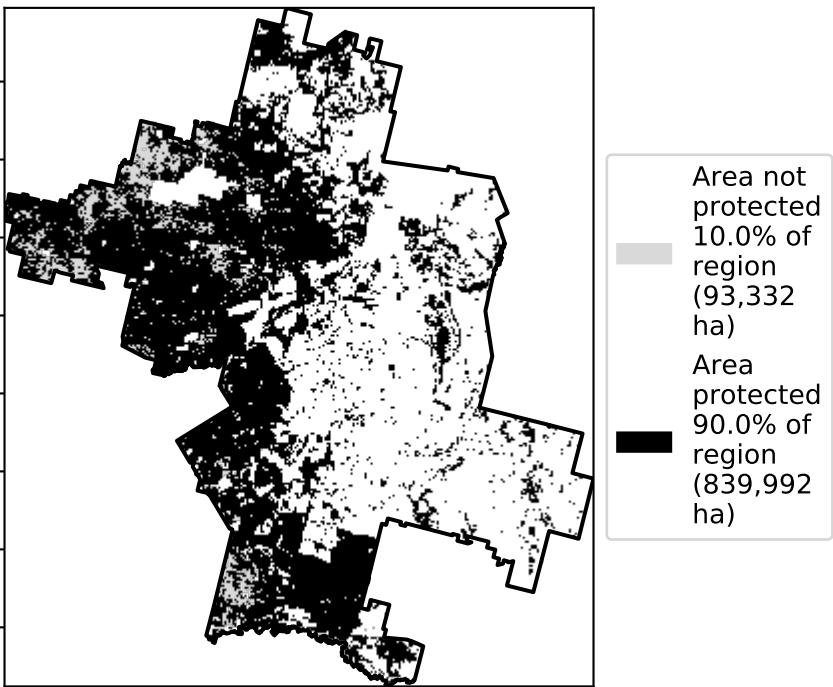 Area not
protected
10.0% of
region
(93,332
ha)
Area
protected
90.0% of
region
(839,992
ha)